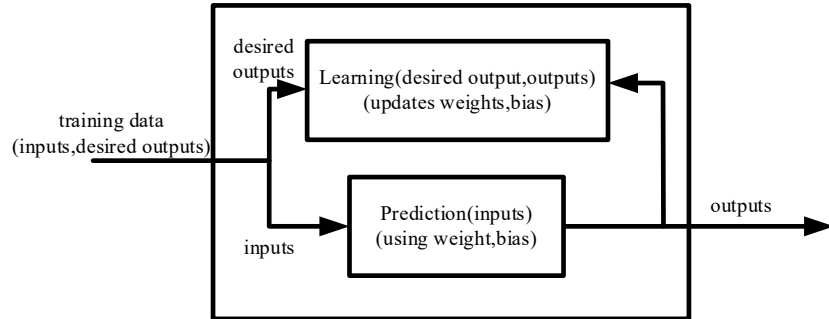 desired
outputs
Learning(desired output,outputs)
(updates weights,bias)
training data
(inputs,desired outputs)
Prediction(inputs)
(using weight,bias)
inputs
outputs